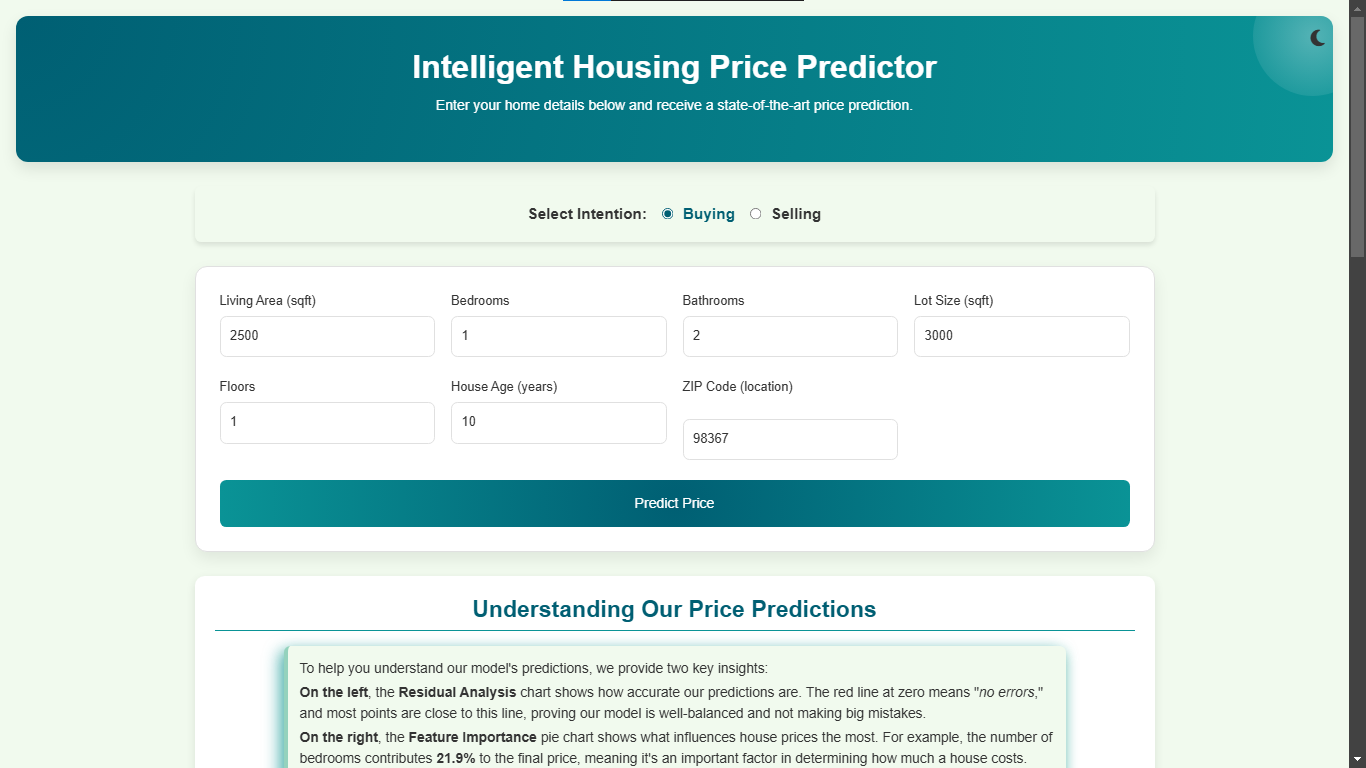 Intelligent Housing Price Predictor
Enter your home details below and receive a state-of-the-art price prediction.
Select Intention: Buying Selling
Living Area (sqft) Bedrooms Bathrooms Lot Size (sqft)
2500 1 2 3000
Floors House Age (years) ZIP Code (location)
1 10 98367
Predict Price
Understanding Our Price Predictions
To help you understand our model's predictions, we provide two key insights:
On the left, the Residual Analysis chart shows how accurate our predictions are. The red line at zero means "no errors,"
and most points are close to this line, proving our model is well-balanced and not making big mistakes.
On the right, the Feature Importance pie chart shows what influences house prices the most. For example, the number of
bedrooms contributes 21.9% to the final price, meaning it's an important factor in determining how much a house costs.